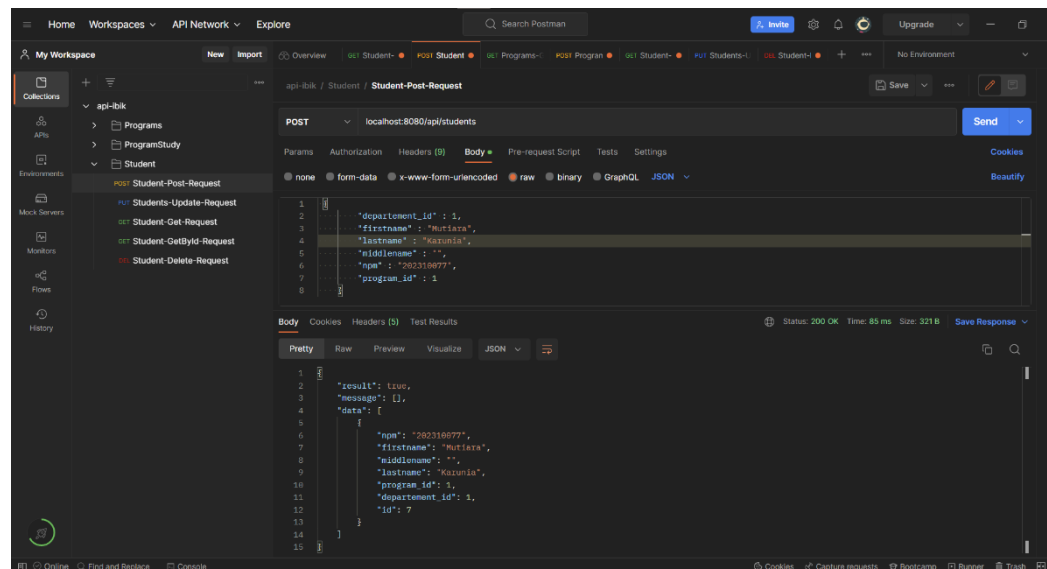 Home Workspaces API Network Explore Search Postman Invite Upgrade
My Workspace New Import Overview GET Student- POST Student GET Programs- POST Progran GET Student- PUT Students-U DEL Student-I + No Environment
Collections
APIs
Environments
Mock Servers
Monitors
Flows
History
api-ibik
Programs
ProgramStudy
Student
POST Student-Post-Request
PUT Students-Update-Request
GET Student-Get-Request
GET Student-GetById-Request
DEL Student-Delete-Request
api-ibik / Student / Student-Post-Request Save
POST localhost:8080/api/students Send
Params Authorization Headers (9) Body Pre-request Script Tests Settings Cookies
none form-data x-www-form-urlencoded raw binary GraphQL JSON Beautify
1 {
2 "departement_id" : 1,
3 "firstname" : "Mutiara",
4 "lastname" : "Karunia",
5 "middlename" : "",
6 "npm" : "202310077",
7 "program_id" : 1
8 }
Body Cookies Headers (5) Test Results Status: 200 OK Time: 85 ms Size: 321 B Save Response
Pretty Raw Preview Visualize JSON
1 {
2 "result": true,
3 "message": [],
4 "data": [
5 {
6 "npm": "202310077",
7 "firstname": "Mutiara",
8 "middlename": "",
9 "lastname": "Karunia",
10 "program_id": 1,
11 "departement_id": 1,
12 "id": 7
13 }
14 ]
15 }
Online Find and Replace Console Cookies Capture requests Bootcamp Runner Trash